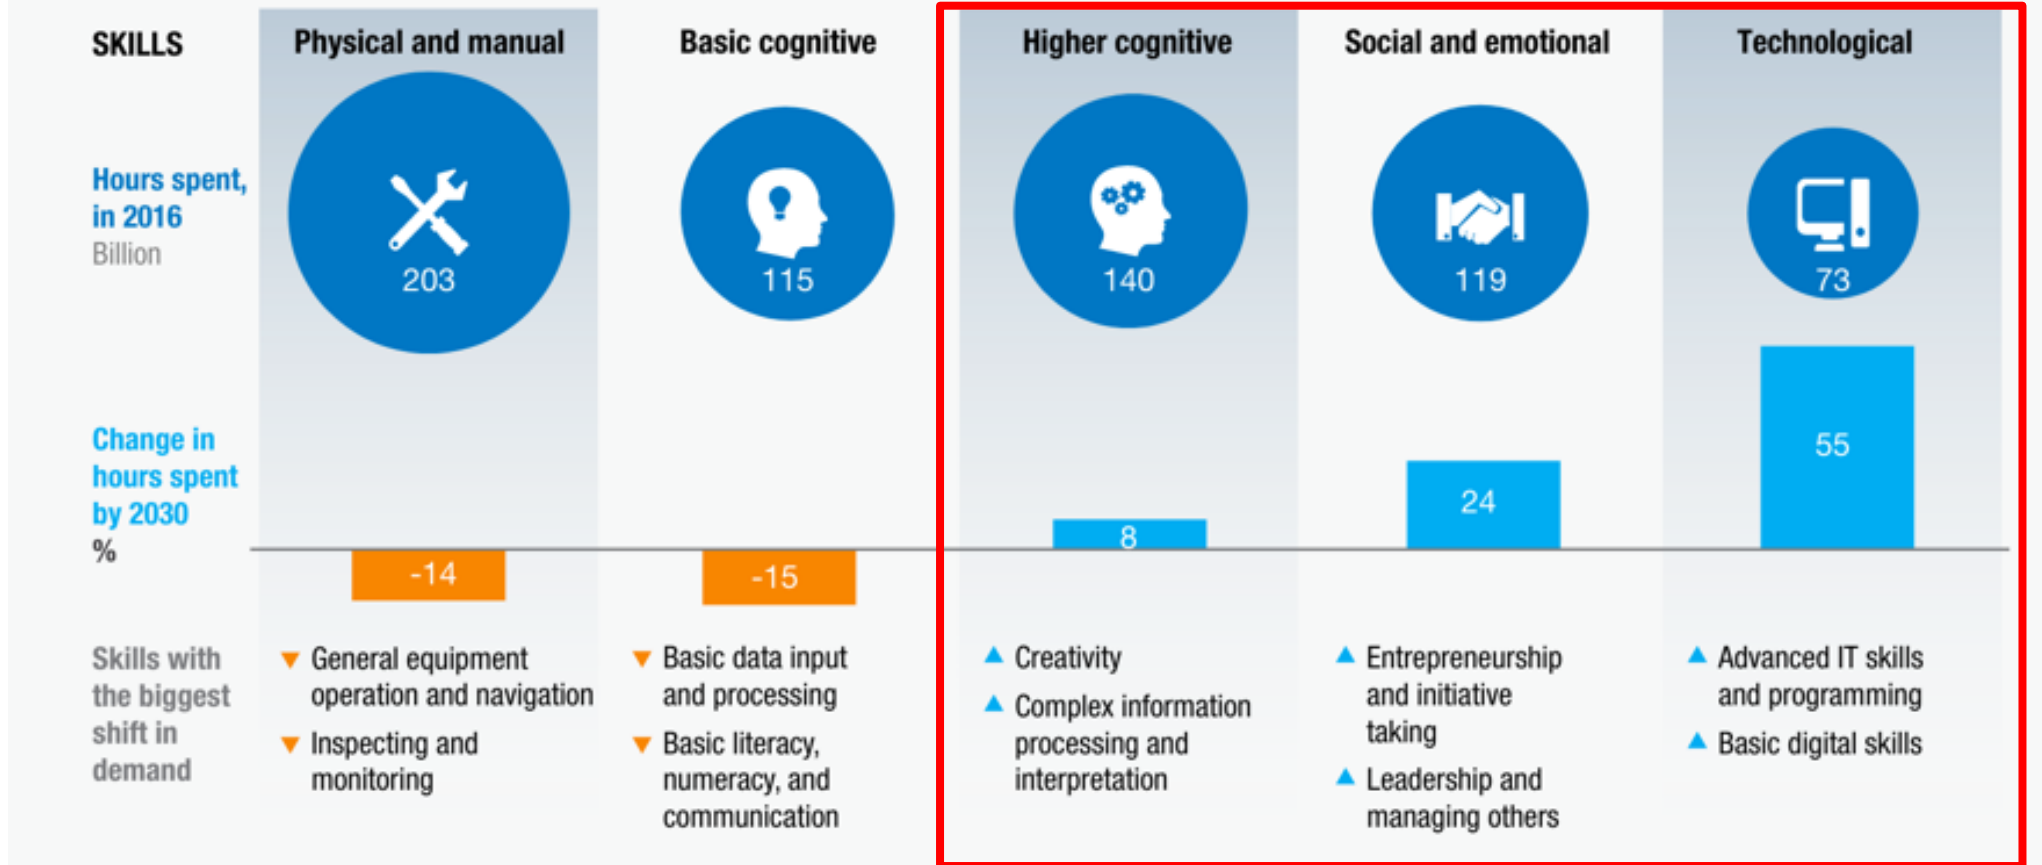 SKILLS
Physical and manual
Basic cognitive
Higher cognitive
Social and emotional
Technological
Hours spent,
in 2016
Billion
203
115
140
119
73
Change in
hours spent
by 2030
%
-14
-15
8
24
55
Skills with
the biggest
shift in
demand
General equipment
operation and navigation
Inspecting and
monitoring
Basic data input
and processing
Basic literacy,
numeracy, and
communication
Creativity
Complex information
processing and
interpretation
Entrepreneurship
and initiative
taking
Leadership and
managing others
Advanced IT skills
and programming
Basic digital skills